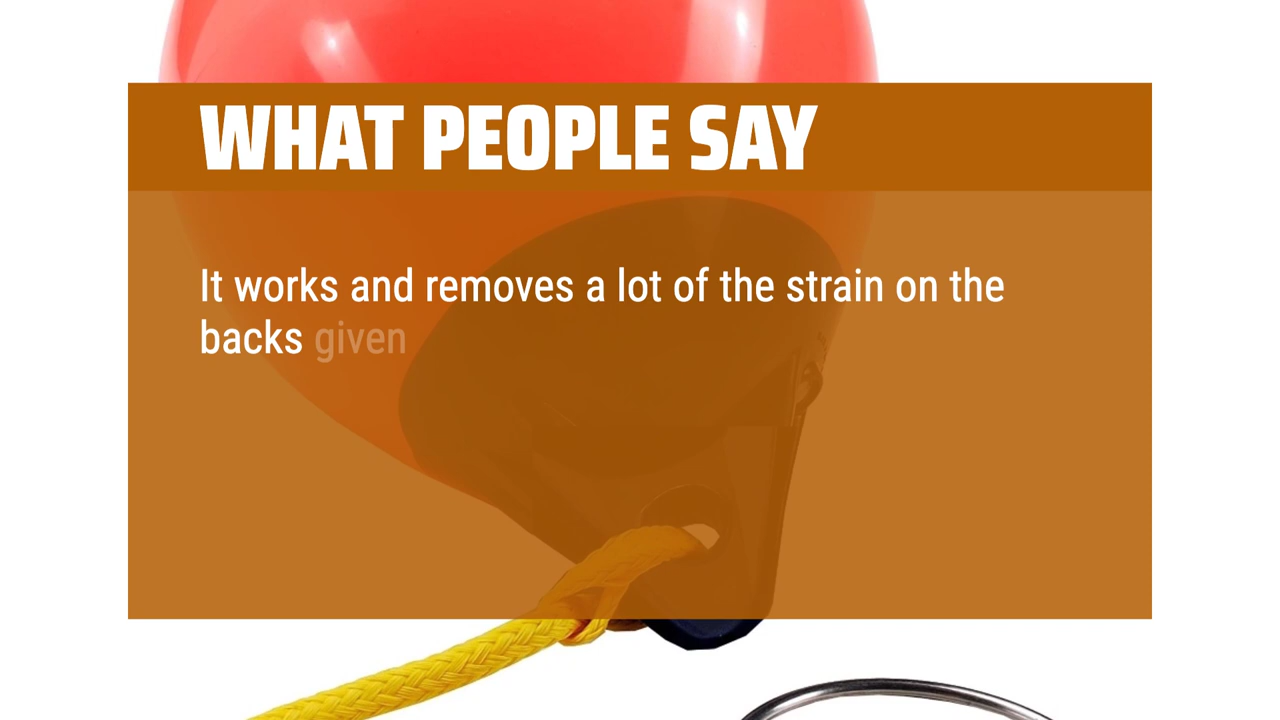 WHAT PEOPLE SAY
It works and removes a lot of the strain on the
backs given